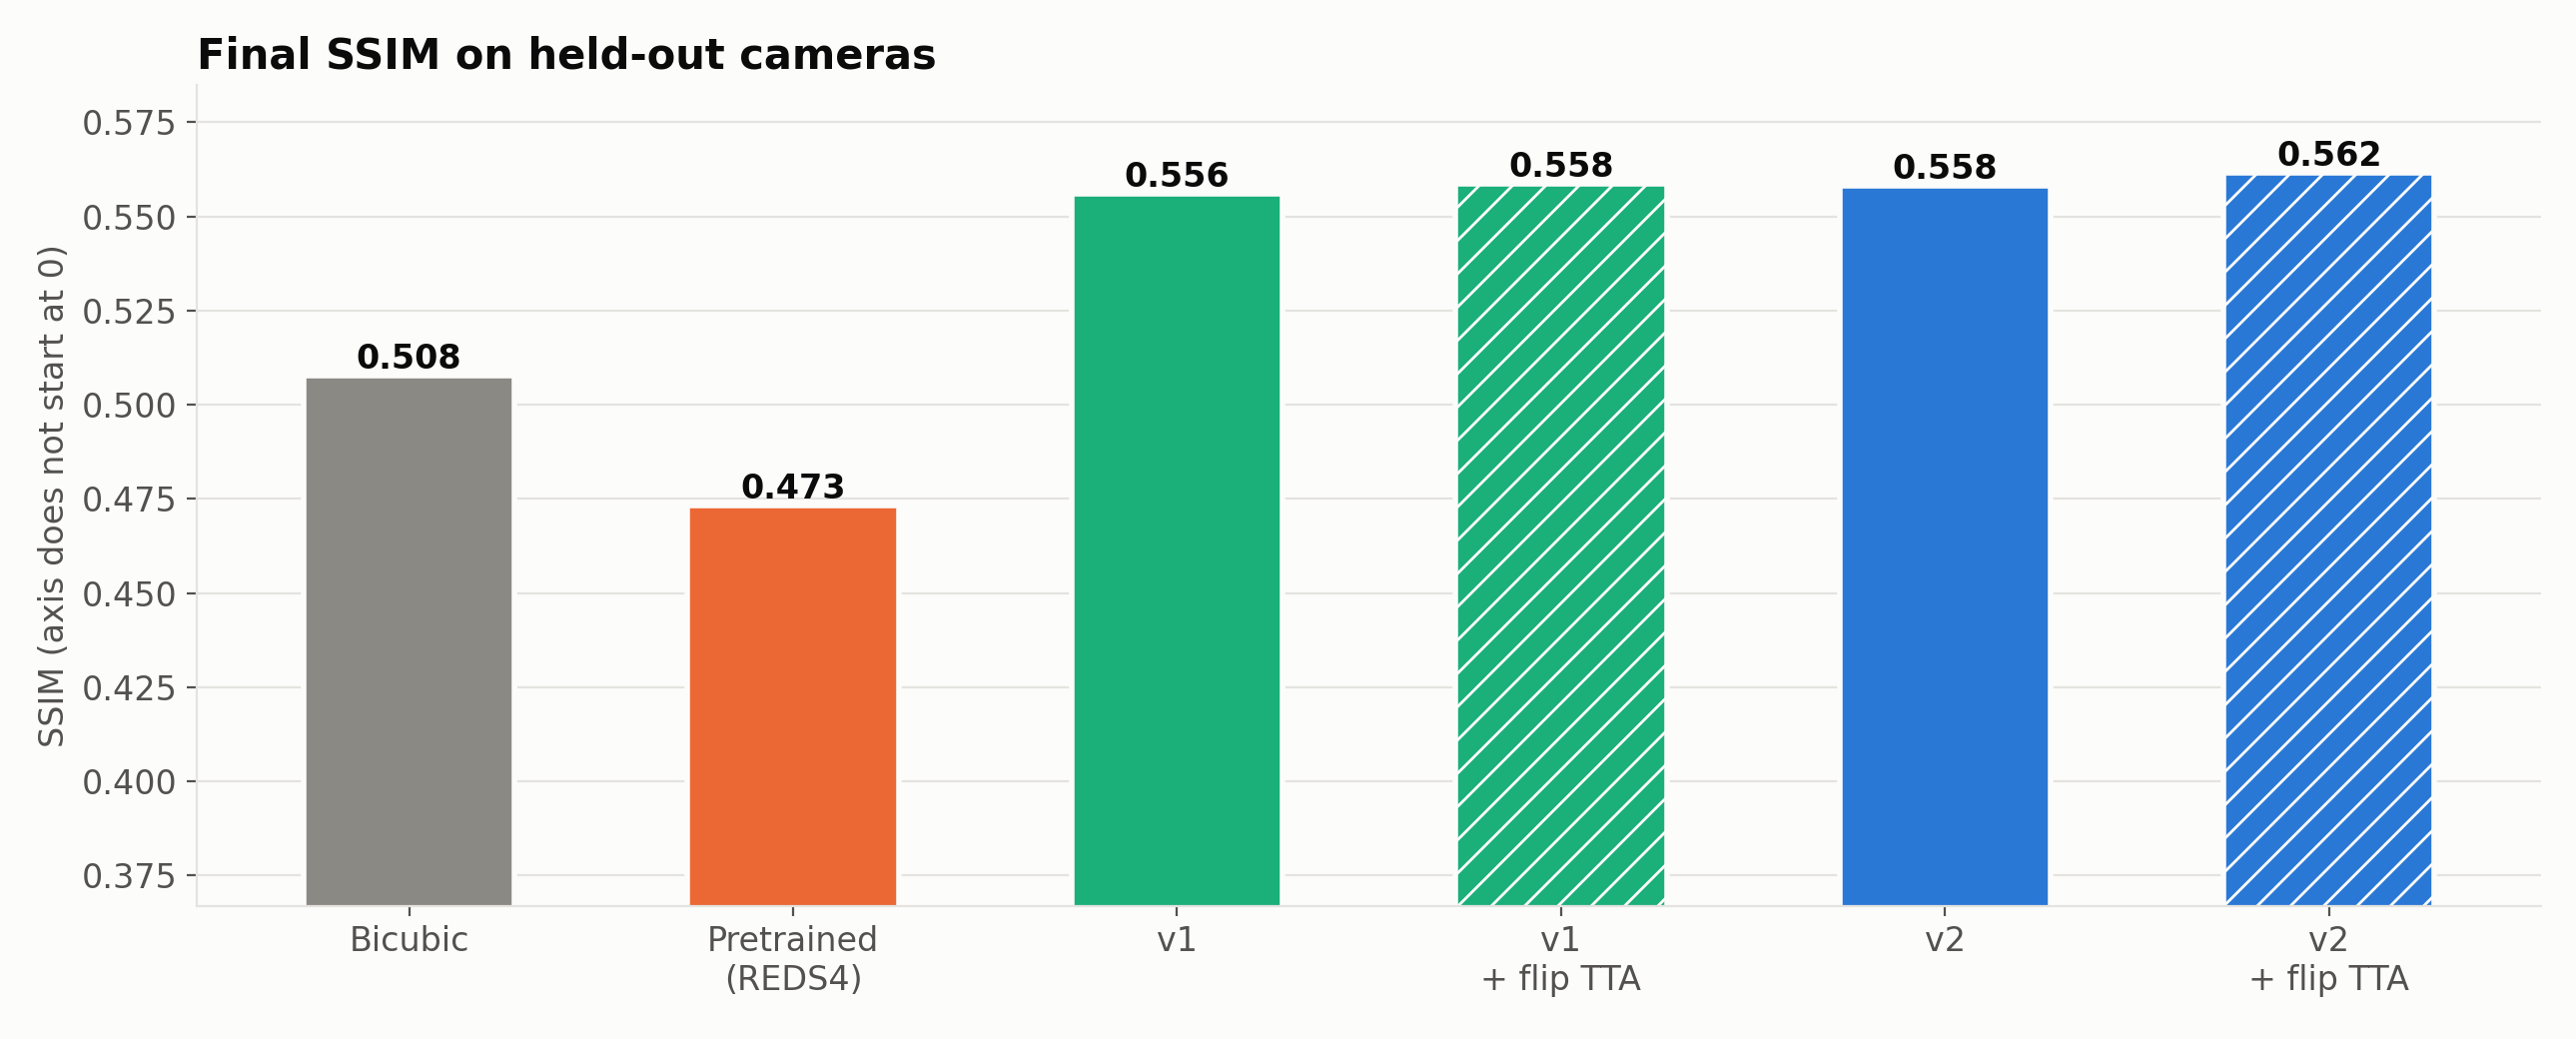 Final SSIM on held-out cameras
SSIM (axis does not start at 0)
0.575
0.550
0.525
0.500
0.475
0.450
0.425
0.400
0.375
0.508
0.473
0.556
0.558
0.558
0.562
Bicubic
Pretrained
(REDS4)
v1
v1
+ flip TTA
v2
v2
+ flip TTA